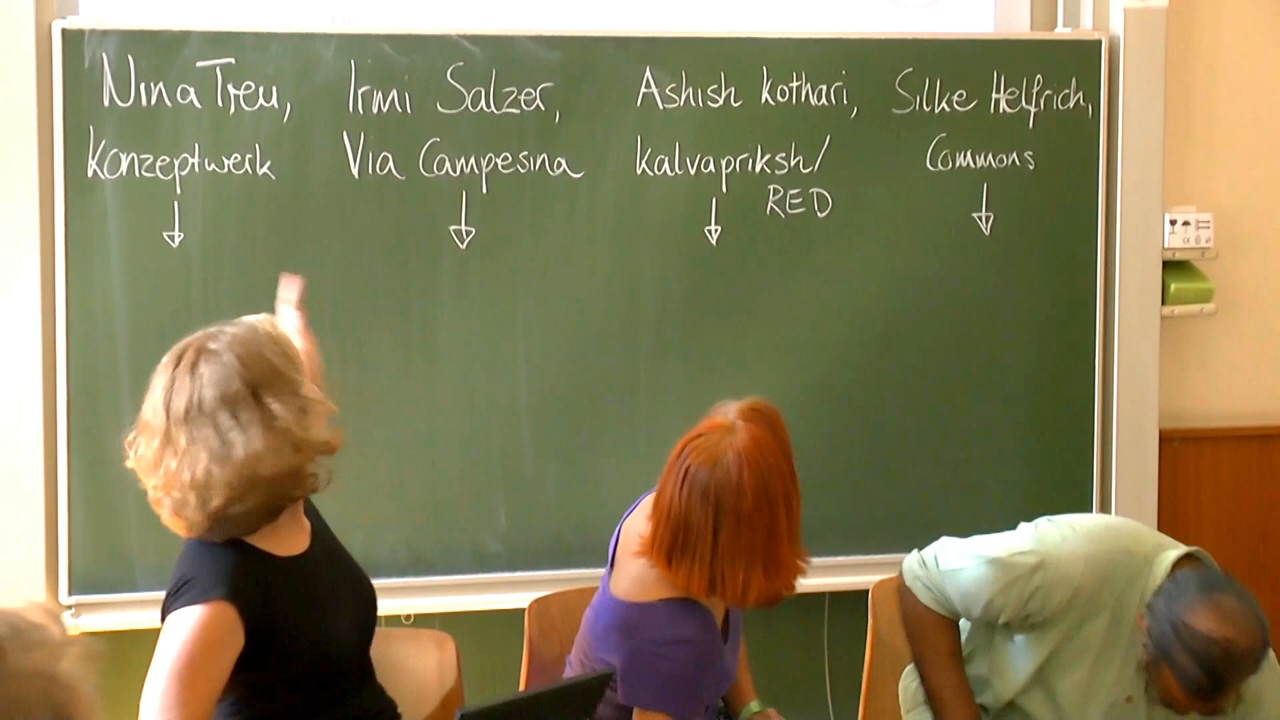 Nina Treu,
Konzeptwerk
Irmi Salzer,
Via Campesina
Ashish Kothari,
Kalvapriksh/
RED
Silke Helfrich,
Commons